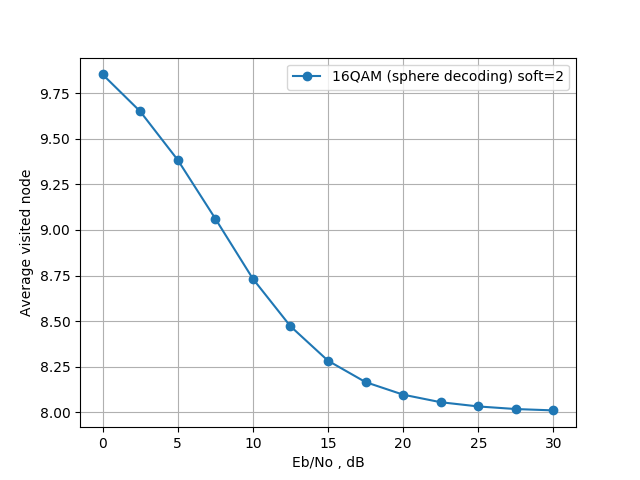 16QAM (sphere decoding) soft=2
9.75
9.50
9.25
9.00
8.75
8.50
8.25
8.00
Average visited node
0 5 10 15 20 25 30
Eb/No , dB